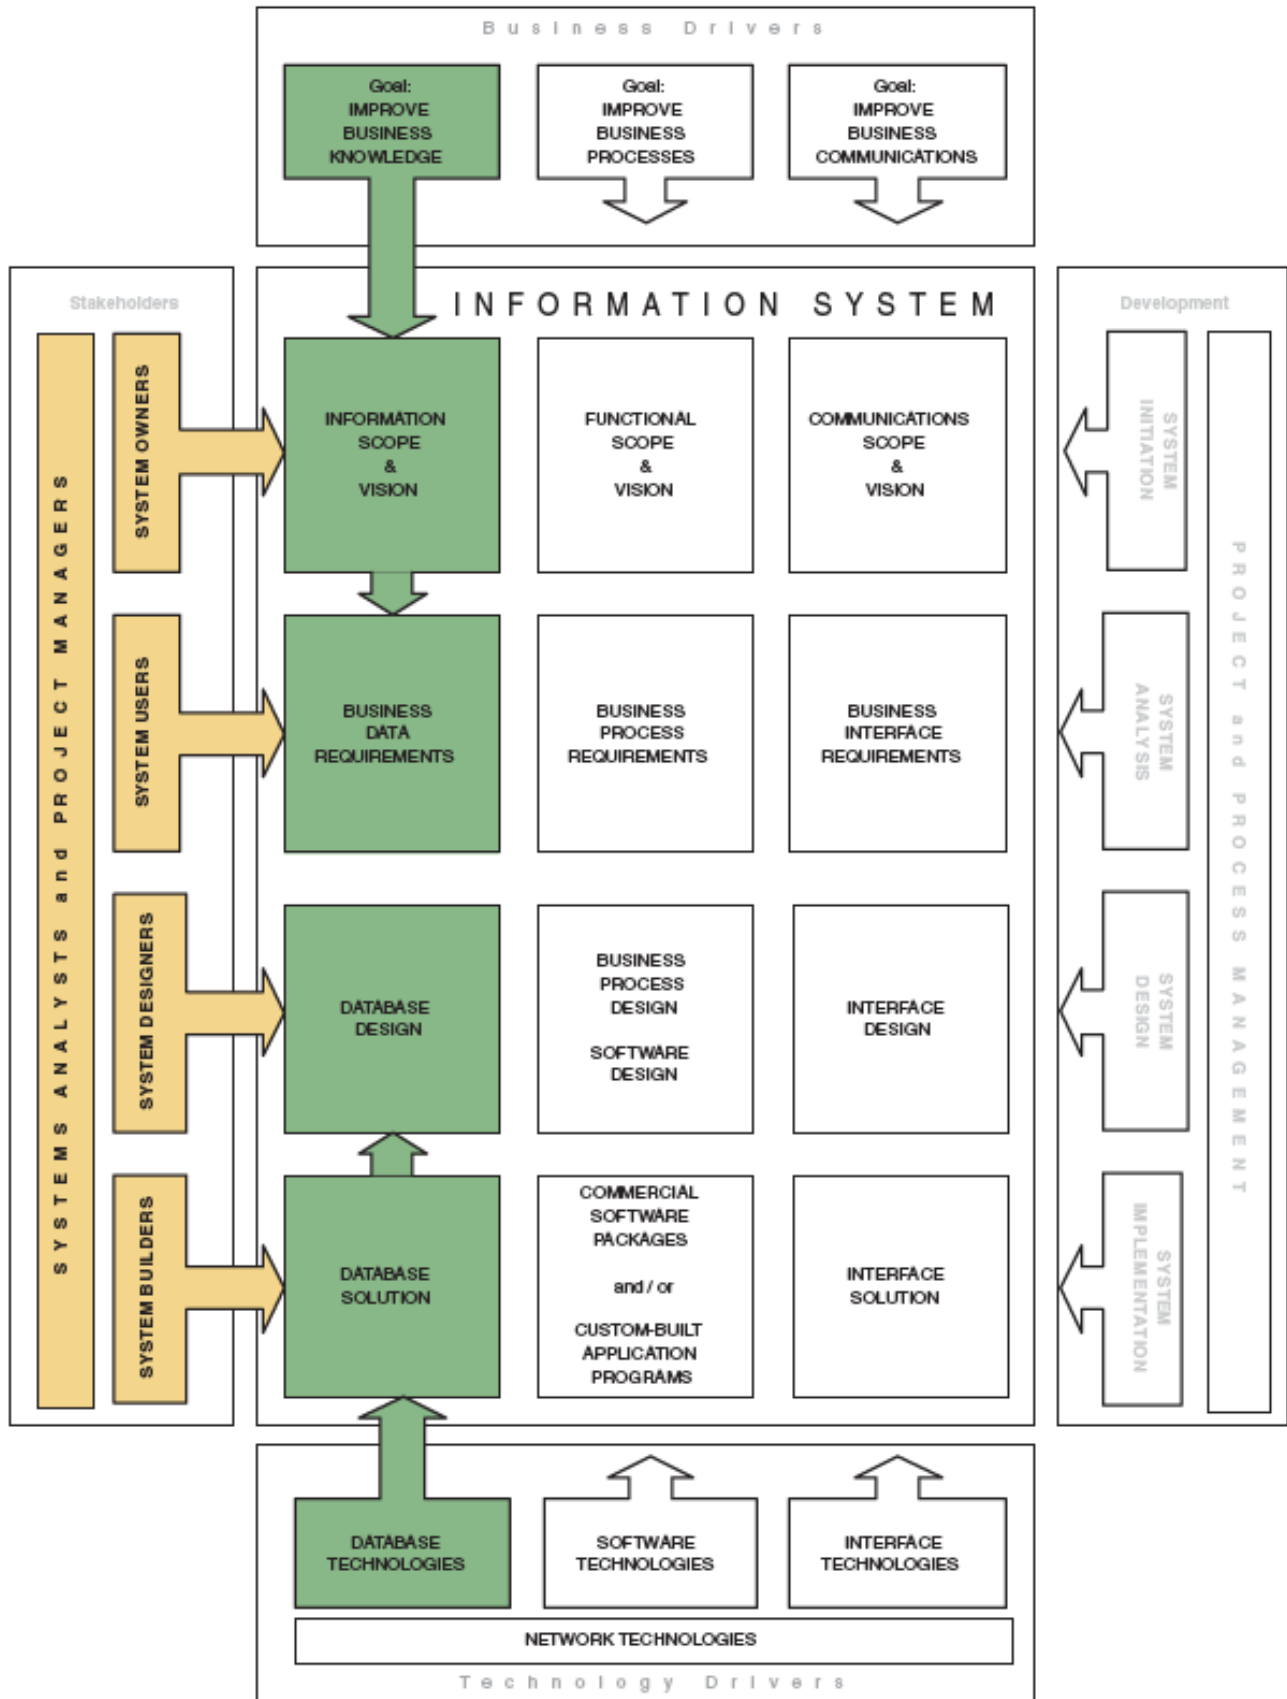 Business Drivers
Goal:
IMPROVE
BUSINESS
KNOWLEDGE
Goal:
IMPROVE
BUSINESS
PROCESSES
Goal:
IMPROVE
BUSINESS
COMMUNICATIONS
Stakeholders
SYSTEMS ANALYSTS and PROJECT MANAGERS
SYSTEM OWNERS
SYSTEM USERS
SYSTEM DESIGNERS
SYSTEM BUILDERS
INFORMATION SYSTEM
INFORMATION
SCOPE
&
VISION
FUNCTIONAL
SCOPE
&
VISION
COMMUNICATIONS
SCOPE
&
VISION
BUSINESS
DATA
REQUIREMENTS
BUSINESS
PROCESS
REQUIREMENTS
BUSINESS
INTERFACE
REQUIREMENTS
DATABASE
DESIGN
BUSINESS
PROCESS
DESIGN
SOFTWARE
DESIGN
INTERFACE
DESIGN
DATABASE
SOLUTION
COMMERCIAL
SOFTWARE
PACKAGES
and / or
CUSTOM-BUILT
APPLICATION
PROGRAMS
INTERFACE
SOLUTION
Development
SYSTEM
INITIATION
SYSTEM
ANALYSIS
SYSTEM
DESIGN
SYSTEM
IMPLEMENTATION
PROJECT and PROCESS MANAGEMENT
DATABASE
TECHNOLOGIES
SOFTWARE
TECHNOLOGIES
INTERFACE
TECHNOLOGIES
NETWORK TECHNOLOGIES
Technology Drivers